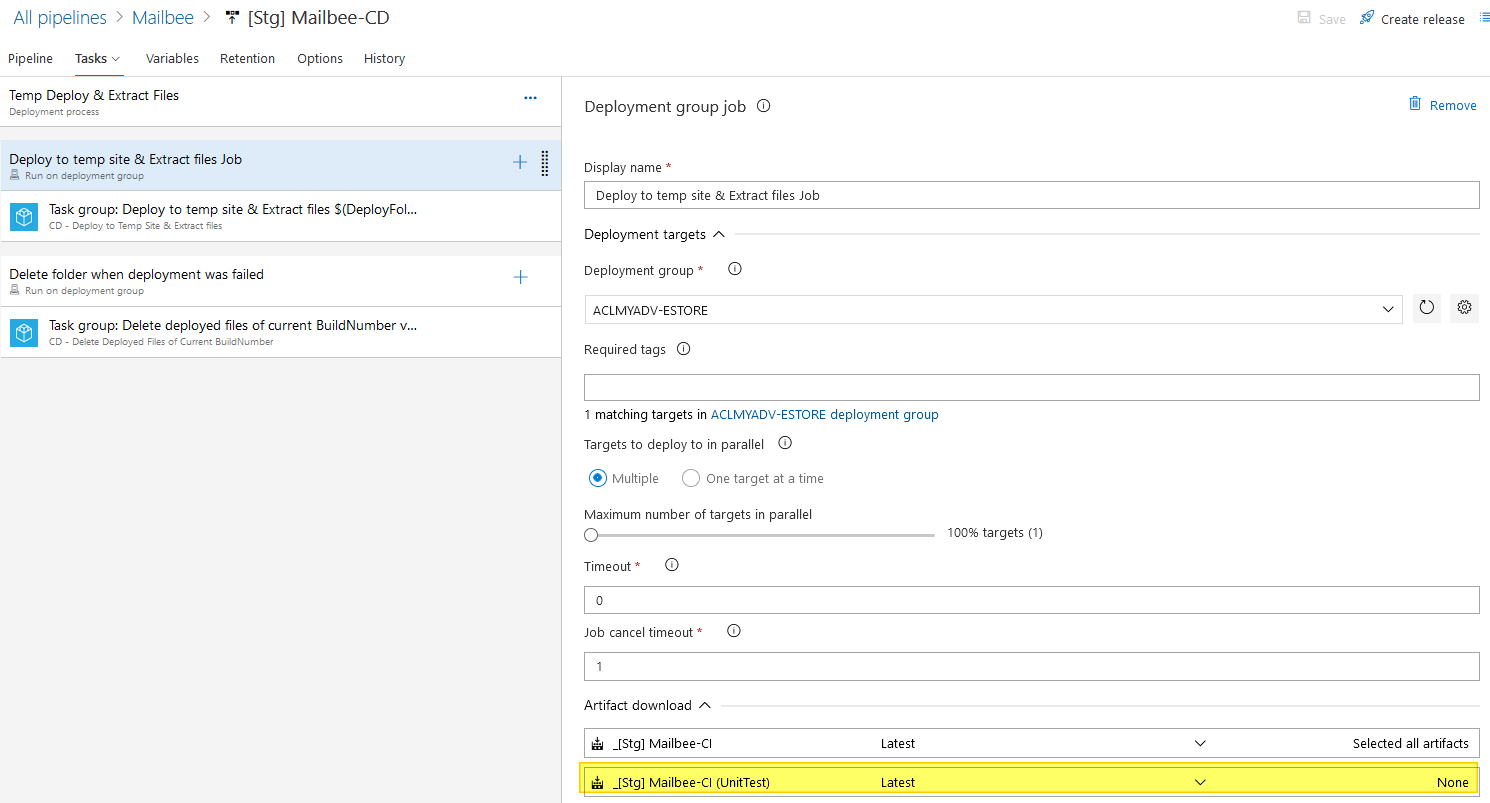 All pipelines > Mailbee > [Stg] Mailbee-CD
Save Create release
Pipeline Tasks Variables Retention Options History
Temp Deploy & Extract Files
Deployment process
Deploy to temp site & Extract files Job
Run on deployment group
Task group: Deploy to temp site & Extract files $(DeployFol...
CD - Deploy to Temp Site & Extract files
Delete folder when deployment was failed
Run on deployment group
Task group: Delete deployed files of current BuildNumber v...
CD - Delete Deployed Files of Current BuildNumber
Deployment group job
Remove
Display name *
Deploy to temp site & Extract files Job
Deployment targets
Deployment group *
ACLMYADV-ESTORE
Required tags
1 matching targets in ACLMYADV-ESTORE deployment group
Targets to deploy to in parallel
Multiple One target at a time
Maximum number of targets in parallel
100% targets (1)
Timeout *
0
Job cancel timeout *
1
Artifact download
_[Stg] Mailbee-CI Latest Selected all artifacts
_[Stg] Mailbee-CI (UnitTest) Latest None